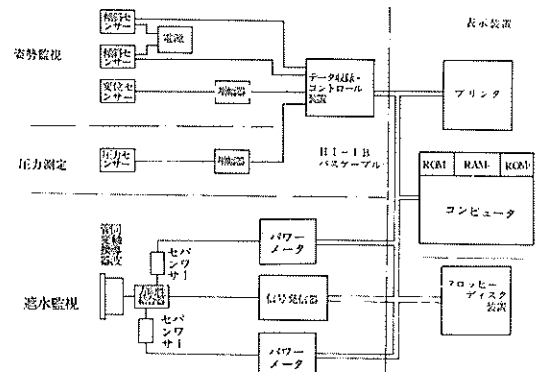 表示装置
姿勢監視
傾斜セ
ンサー
電源
傾斜セ
ンサー
変位セ
ンサー
増幅器
データ収録・
コントロール
装置
プリンタ
圧力測定
圧力セ
ンサー
増幅器
バスケーブル
ROM
RAM
ROM
コンピュータ
遮水監視
パワー
センサー
パワー
メータ
信号発信器
パワー
センサー
パワー
メータ
フロッピー
ディスク
装置